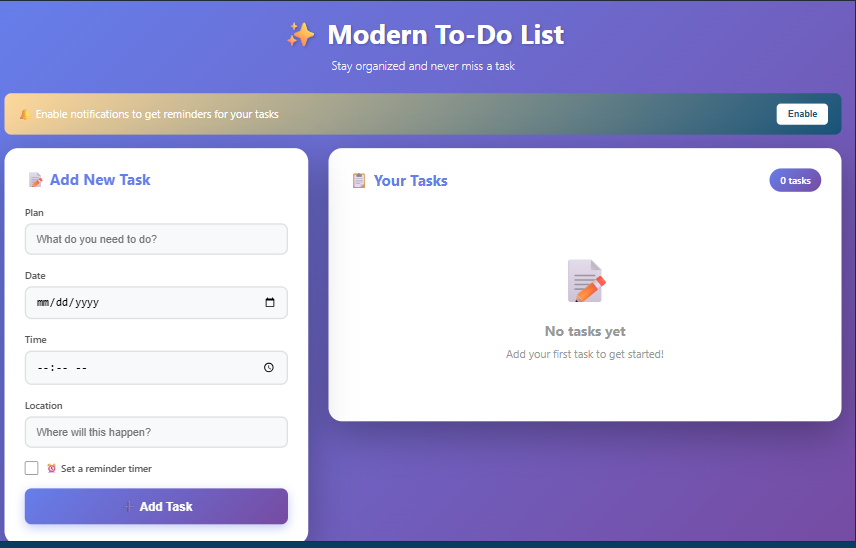 Modern To-Do List
Stay organized and never miss a task
Enable notifications to get reminders for your tasks
Enable
Add New Task
Plan
What do you need to do?
Date
mm/dd/yyyy
Time
--:-- --
Location
Where will this happen?
Set a reminder timer
Add Task
Your Tasks
0 tasks
No tasks yet
Add your first task to get started!